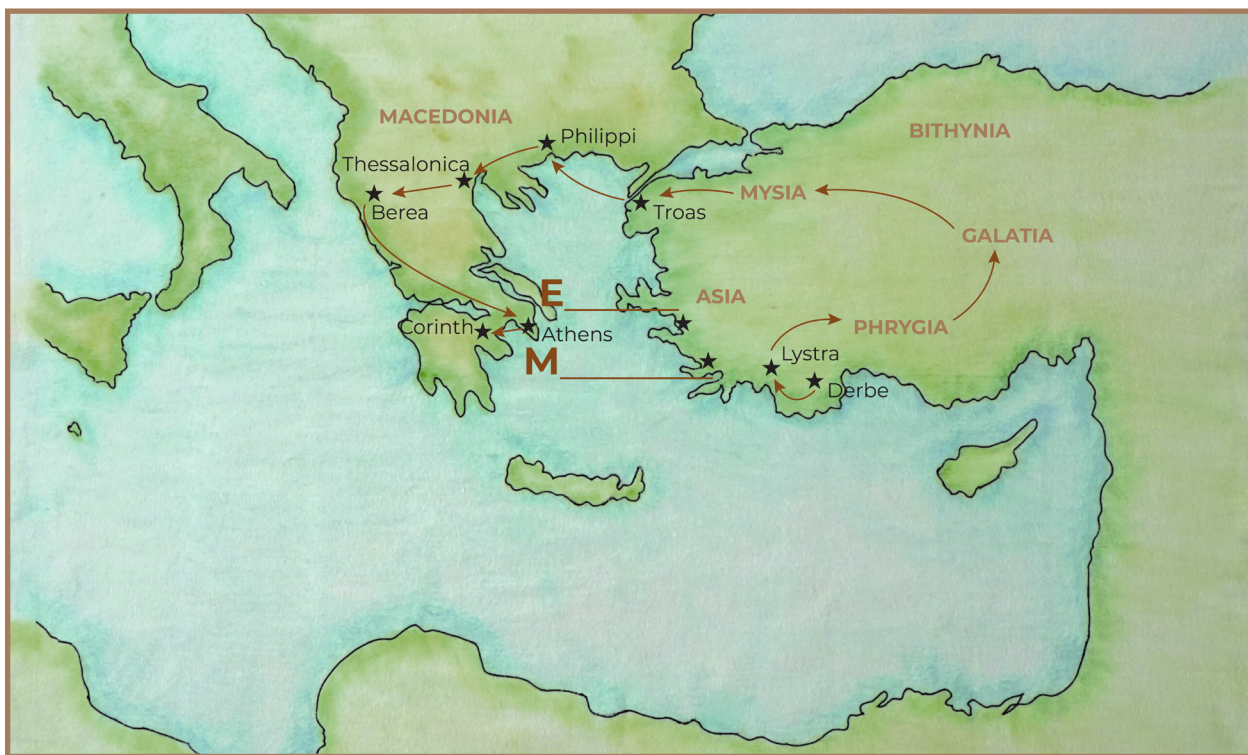 MACEDONIA
BITHYNIA
Philippi
Thessalonica
MYSIA
Berea
Troas
GALATIA
E
ASIA
Corinth
Athens
PHRYGIA
M
Lystra
Derbe